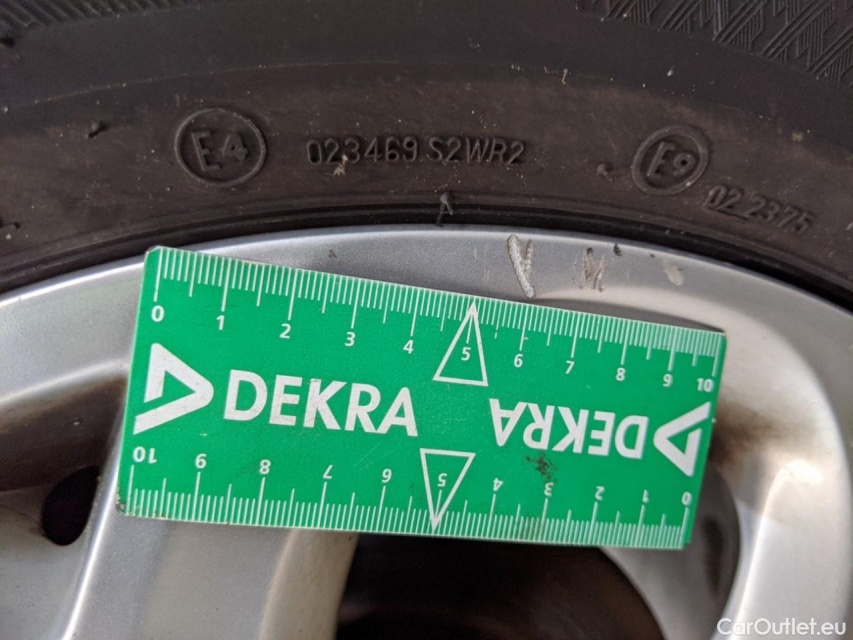 E4 023469 S2WR2 E9
02 2375
0 1 2 3 4 5 6 7 8 9 10
DEKRA DEKRA
10 9 8 7 6 5 4 3 2 1 0
CarOutlet.eu